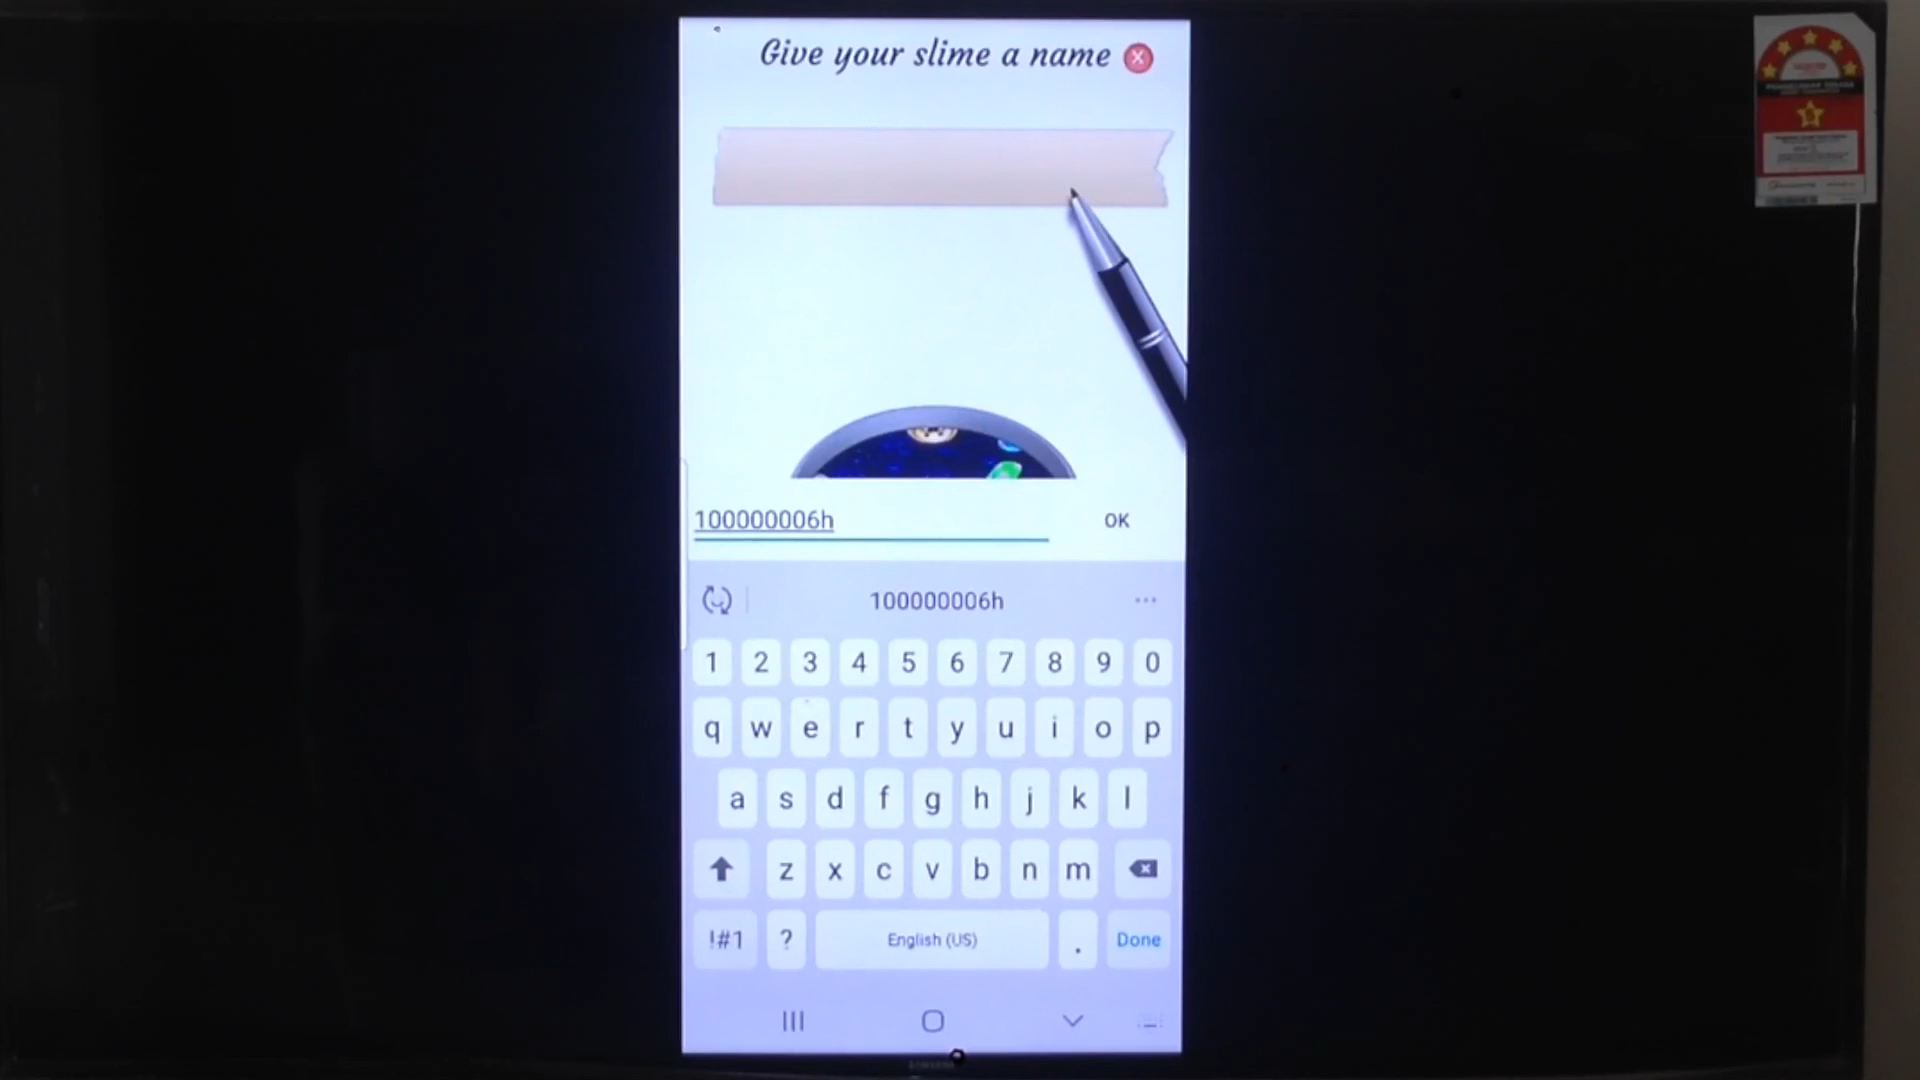 Give your slime a name
100000006h
OK
100000006h
...
1 2 3 4 5 6 7 8 9 0
q w e r t y u i o p
a s d f g h j k l
z x c v b n m
!#1 ? English (US) . Done
SAMSUNG